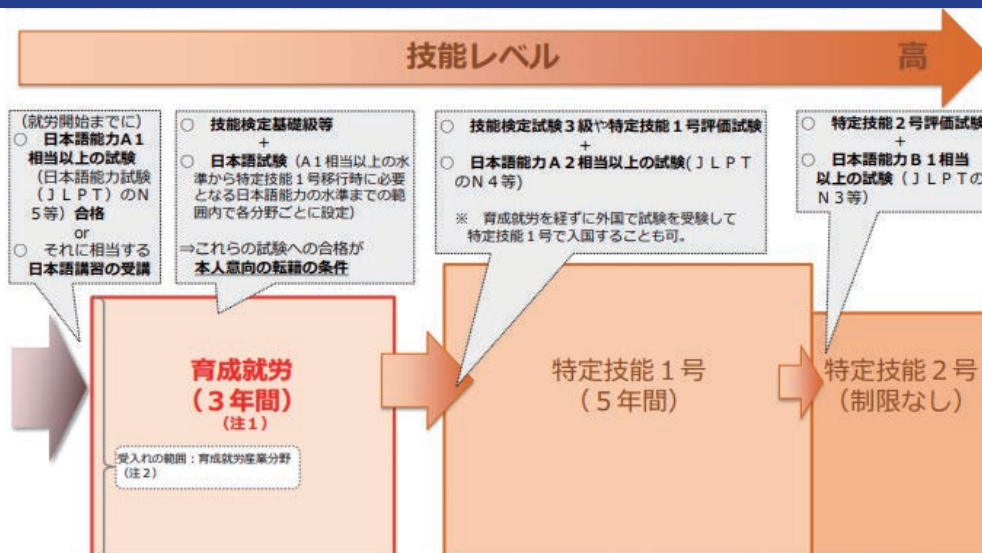 技能レベル
高
(就労開始までに)
○ 日本語能力A1
相当以上の試験
(日本語能力試験
(JLPT)のN
5等)合格
or
○ それに相当する
日本語講習の受講
○ 技能検定基礎級等
+
○ 日本語試験(A1相当以上の水
準から特定技能1号移行時に必要
となる日本語能力の水準までの範
囲内で各分野ごとに設定)
⇒これらの試験への合格が
本人意向の転籍の条件
○ 技能検定試験3級や特定技能1号評価試験
+
○ 日本語能力A2相当以上の試験(JLPT
のN4等)
※ 育成就労を経ずに外国で試験を受験して
特定技能1号で入国することも可。
○ 特定技能2号評価試験
+
○ 日本語能力B1相当
以上の試験(JLPTの
N3等)
育成就労
(3年間)
(注1)
受入れの範囲:育成就労産業分野
(注2)
特定技能1号
(5年間)
特定技能2号
(制限なし)